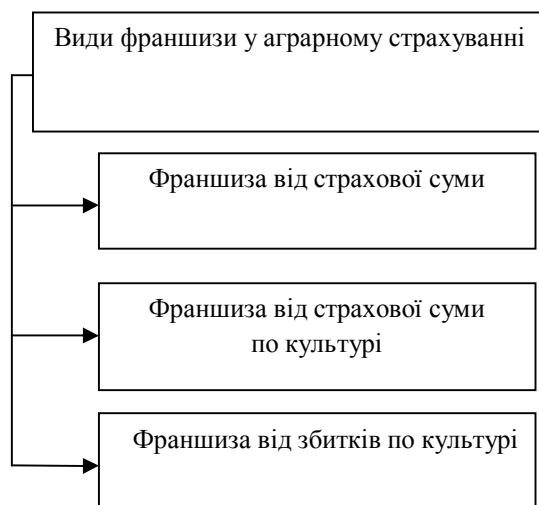 Види франшизи у аграрному страхуванні
Франшиза від страхової суми
Франшиза від страхової суми
по культурі
Франшиза від збитків по культурі